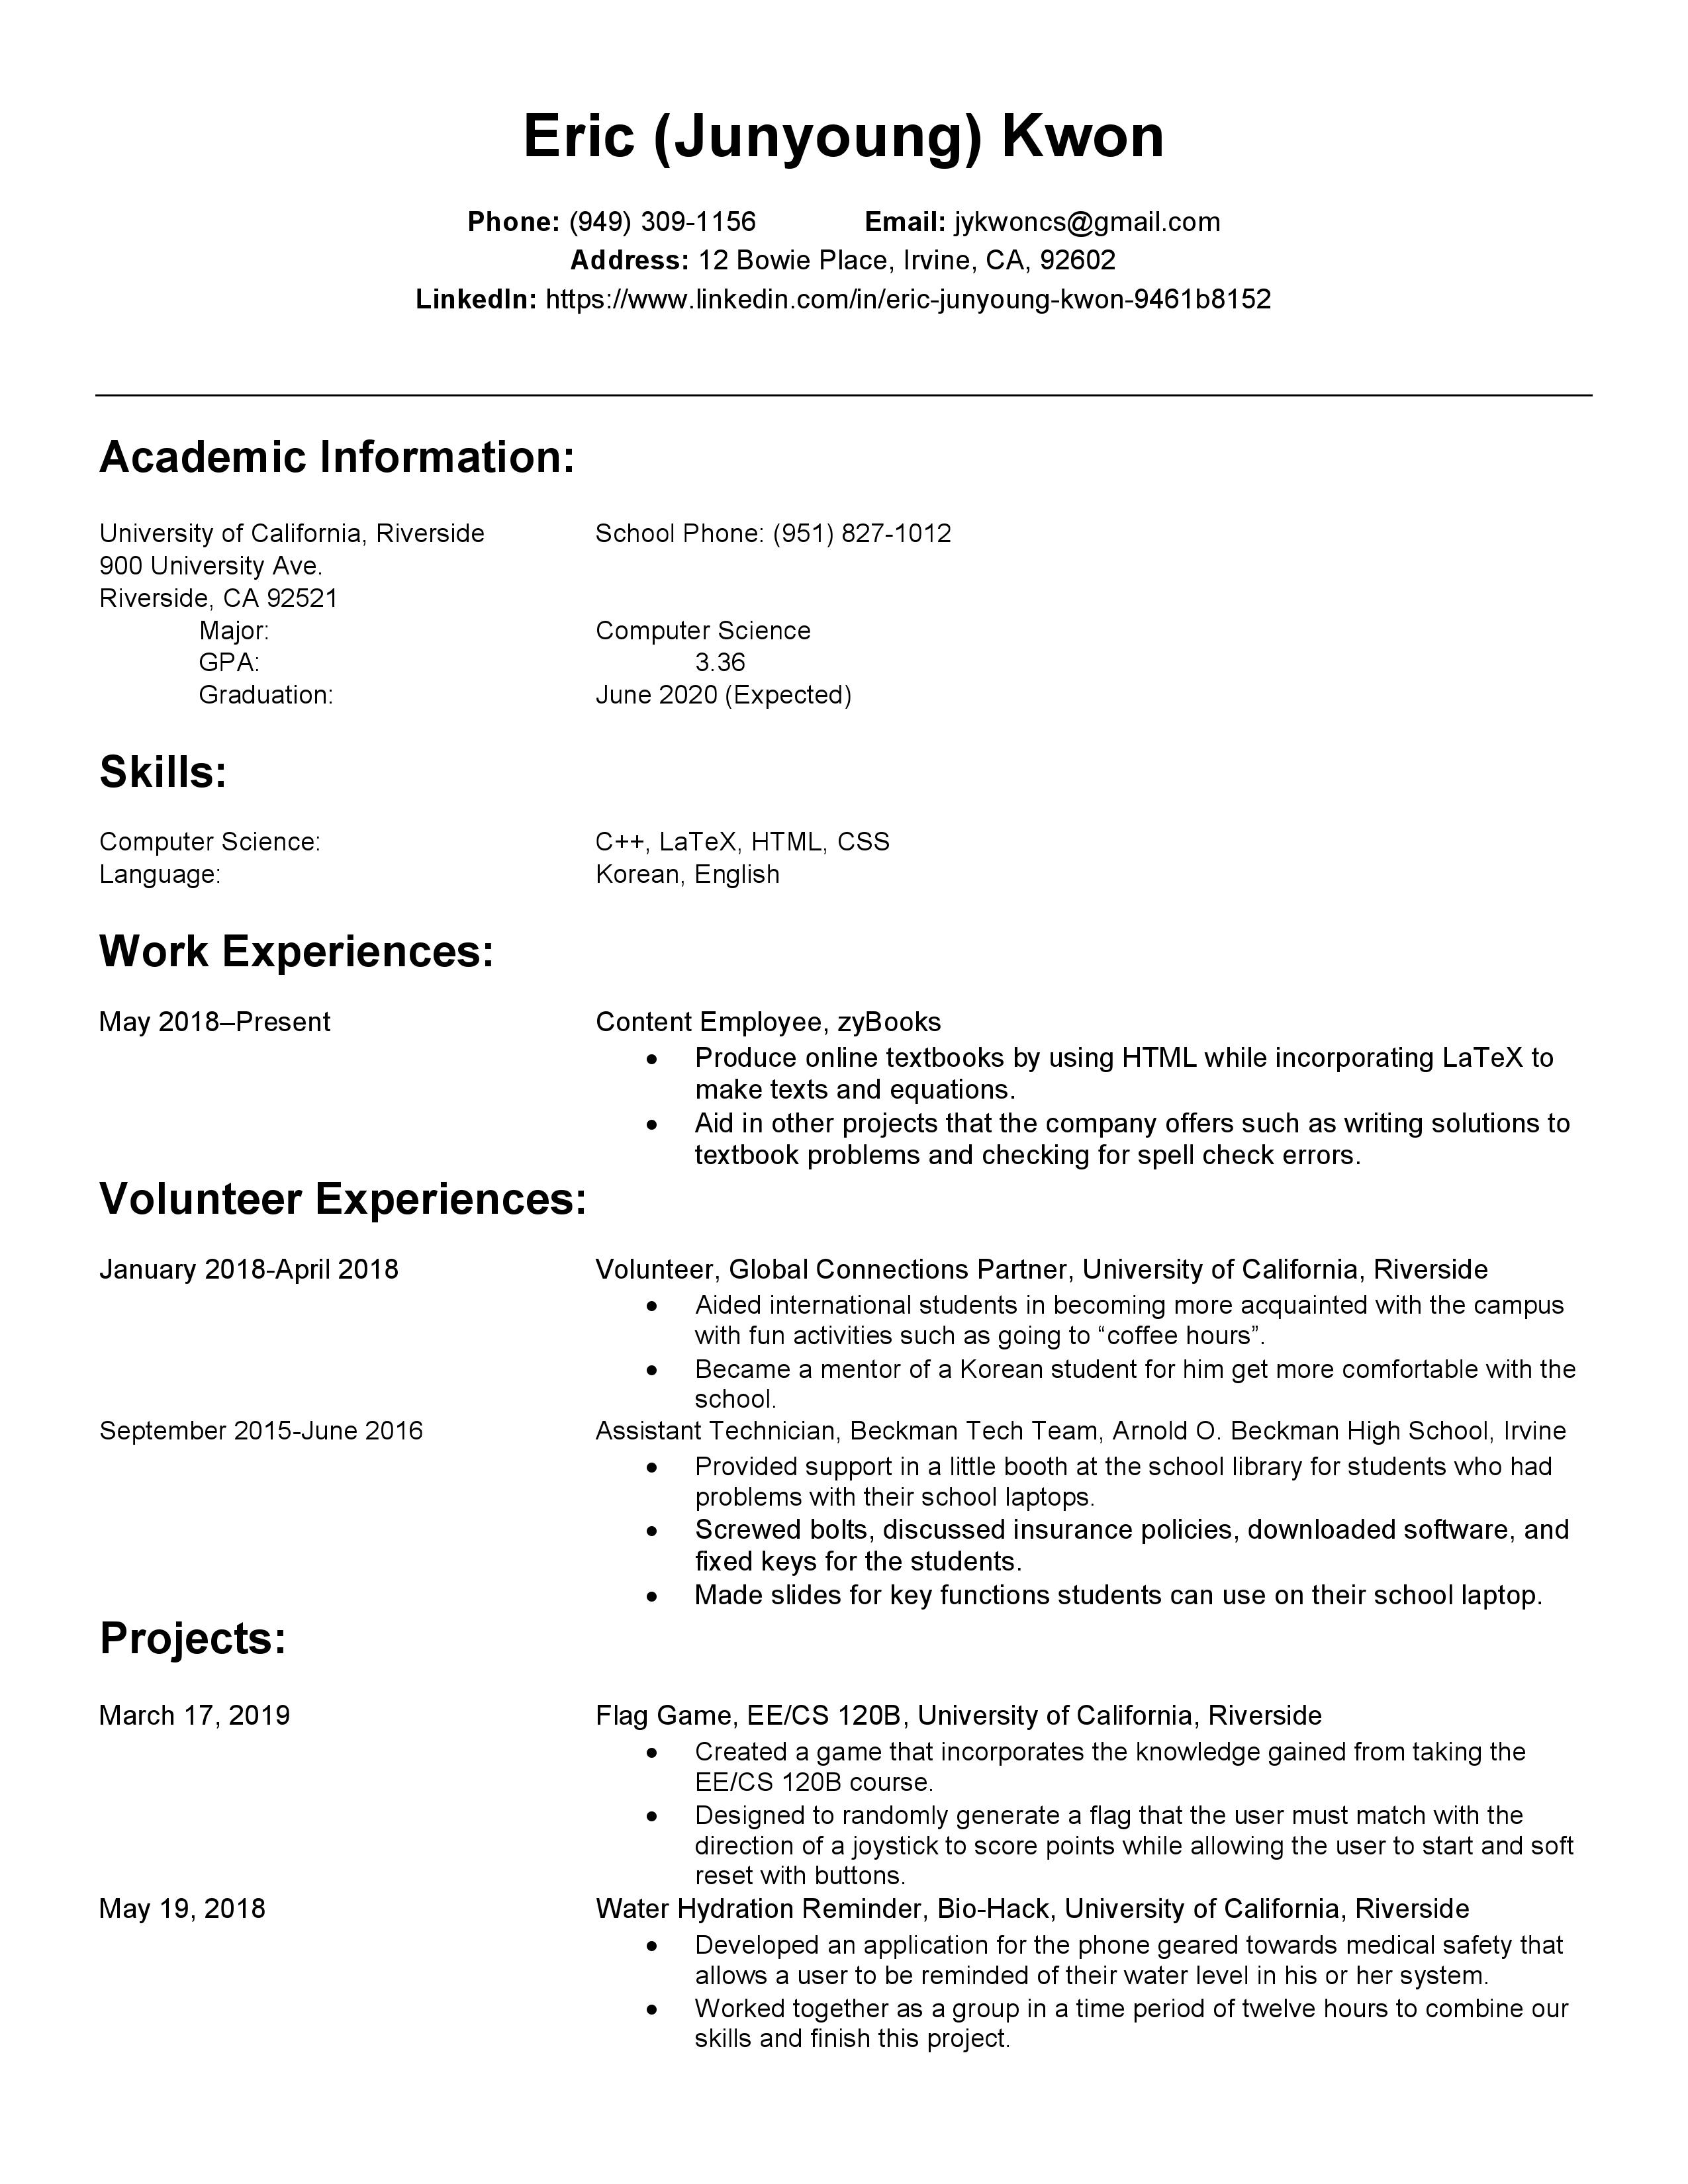 Eric (Junyoung) Kwon
Phone: (949) 309-1156 Email: jykwoncs@gmail.com
Address: 12 Bowie Place, Irvine, CA, 92602
LinkedIn: https://www.linkedin.com/in/eric-junyoung-kwon-9461b8152
Academic Information:
University of California, Riverside School Phone: (951) 827-1012
900 University Ave.
Riverside, CA 92521
Major: Computer Science
GPA: 3.36
Graduation: June 2020 (Expected)
Skills:
Computer Science: C++, LaTeX, HTML, CSS
Language: Korean, English
Work Experiences:
May 2018–Present Content Employee, zyBooks
• Produce online textbooks by using HTML while incorporating LaTeX to
make texts and equations.
• Aid in other projects that the company offers such as writing solutions to
textbook problems and checking for spell check errors.
Volunteer Experiences:
January 2018-April 2018 Volunteer, Global Connections Partner, University of California, Riverside
• Aided international students in becoming more acquainted with the campus
with fun activities such as going to “coffee hours”.
• Became a mentor of a Korean student for him get more comfortable with the
school.
September 2015-June 2016 Assistant Technician, Beckman Tech Team, Arnold O. Beckman High School, Irvine
• Provided support in a little booth at the school library for students who had
problems with their school laptops.
• Screwed bolts, discussed insurance policies, downloaded software, and
fixed keys for the students.
• Made slides for key functions students can use on their school laptop.
Projects:
March 17, 2019 Flag Game, EE/CS 120B, University of California, Riverside
• Created a game that incorporates the knowledge gained from taking the
EE/CS 120B course.
• Designed to randomly generate a flag that the user must match with the
direction of a joystick to score points while allowing the user to start and soft
reset with buttons.
May 19, 2018 Water Hydration Reminder, Bio-Hack, University of California, Riverside
• Developed an application for the phone geared towards medical safety that
allows a user to be reminded of their water level in his or her system.
• Worked together as a group in a time period of twelve hours to combine our
skills and finish this project.